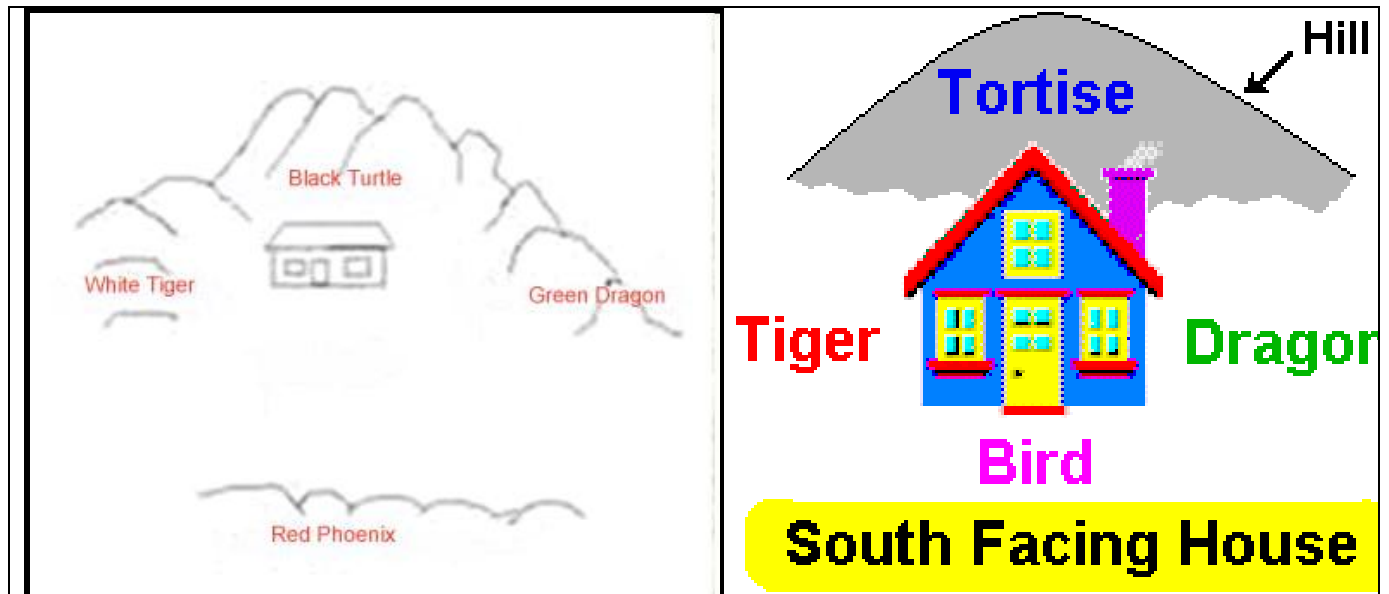 Black Turtle
White Tiger
Green Dragon
Red Phoenix
Hill
Tortise
Tiger
Dragon
Bird
South Facing House